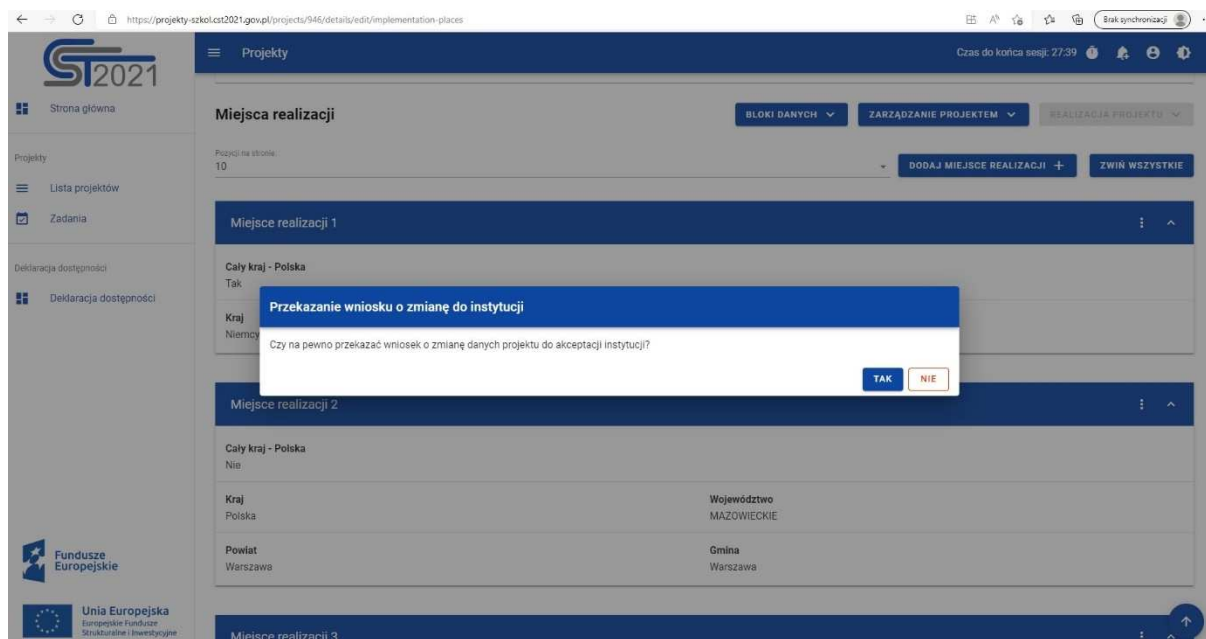 https://projekty-szkol.cst2021.gov.pl/projects/946/details/edit/implementation-places
Brak synchronizacji
ST2021
Projekty
Czas do końca sesji: 27:39
Strona główna
Projekty
Lista projektów
Zadania
Deklaracja dostępności
Deklaracja dostępności
Miejsca realizacji
BLOKI DANYCH
ZARZĄDZANIE PROJEKTEM
REALIZACJA PROJEKTU
Pozycji na stronie:
10
DODAJ MIEJSCE REALIZACJI +
ZWIŃ WSZYSTKIE
Miejsce realizacji 1
Cały kraj - Polska
Tak
Kraj
Niemcy
Przekazanie wniosku o zmianę do instytucji
Czy na pewno przekazać wniosek o zmianę danych projektu do akceptacji instytucji?
TAK
NIE
Miejsce realizacji 2
Cały kraj - Polska
Nie
Kraj
Województwo
Polska
MAZOWIECKIE
Powiat
Gmina
Warszawa
Warszawa
Miejsce realizacji 3
Fundusze
Europejskie
Unia Europejska
Europejskie Fundusze
Strukturalne i Inwestycyjne